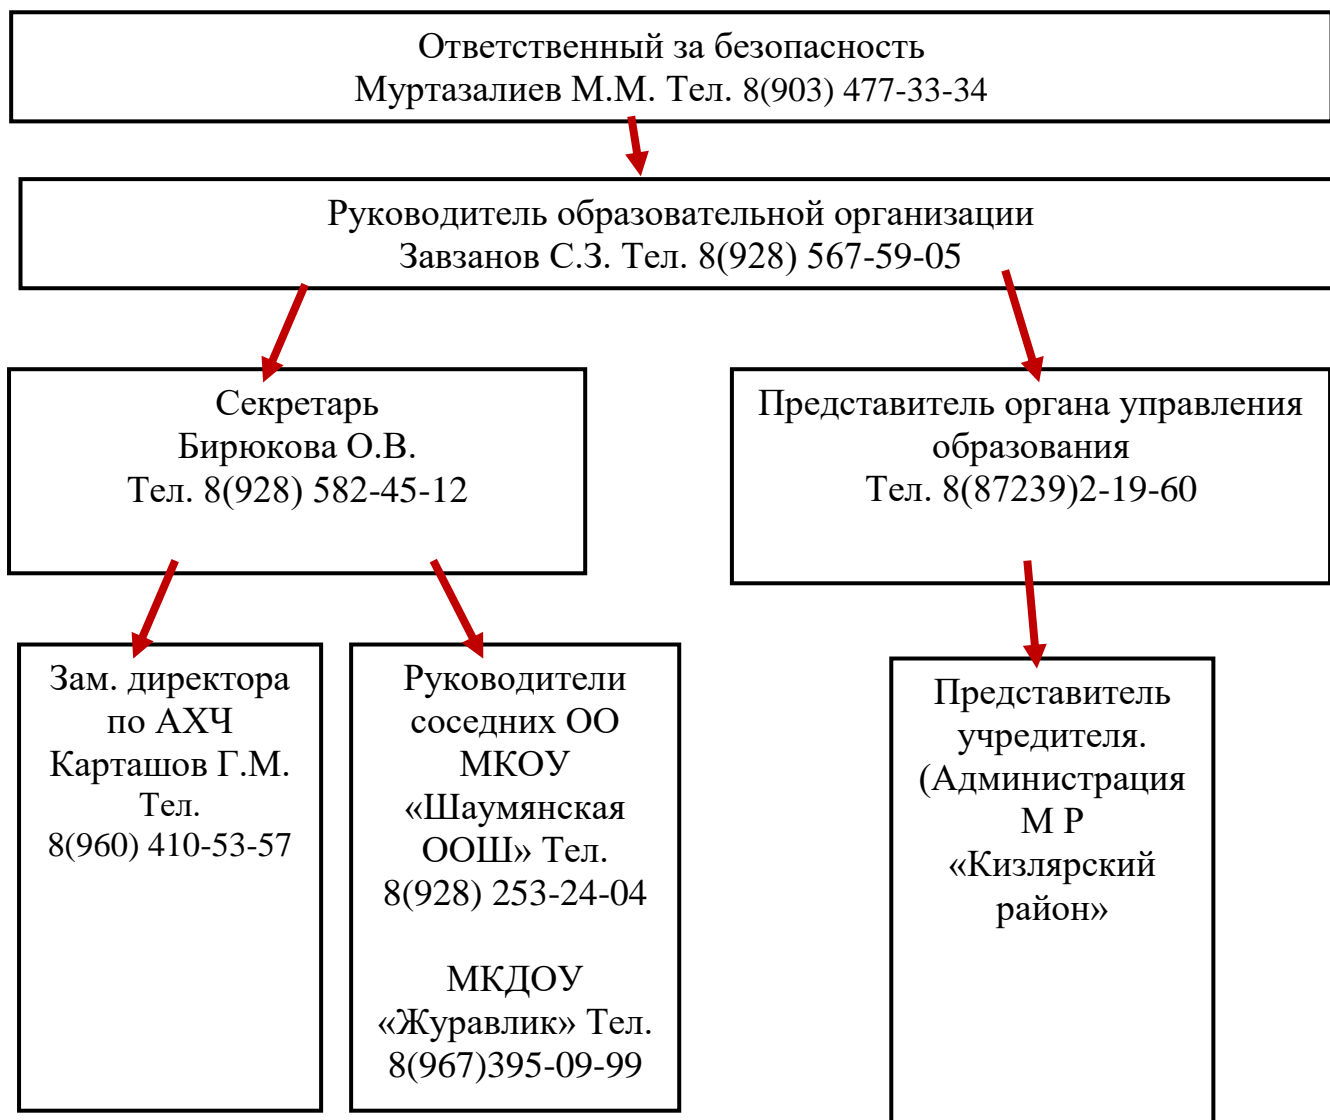 Ответственный за безопасность
Муртазалиев М.М. Тел. 8(903) 477-33-34
Руководитель образовательной организации
Завзанов С.З. Тел. 8(928) 567-59-05
Секретарь
Бирюкова О.В.
Тел. 8(928) 582-45-12
Представитель органа управления
образования
Тел. 8(87239)2-19-60
Зам. директора
по АХЧ
Карташов Г.М.
Тел.
8(960) 410-53-57
Руководители
соседних ОО
МКОУ
«Шаумянская
ООШ» Тел.
8(928) 253-24-04
МКДОУ
«Журавлик» Тел.
8(967)395-09-99
Представитель
учредителя.
(Администрация
М Р
«Кизлярский
район»